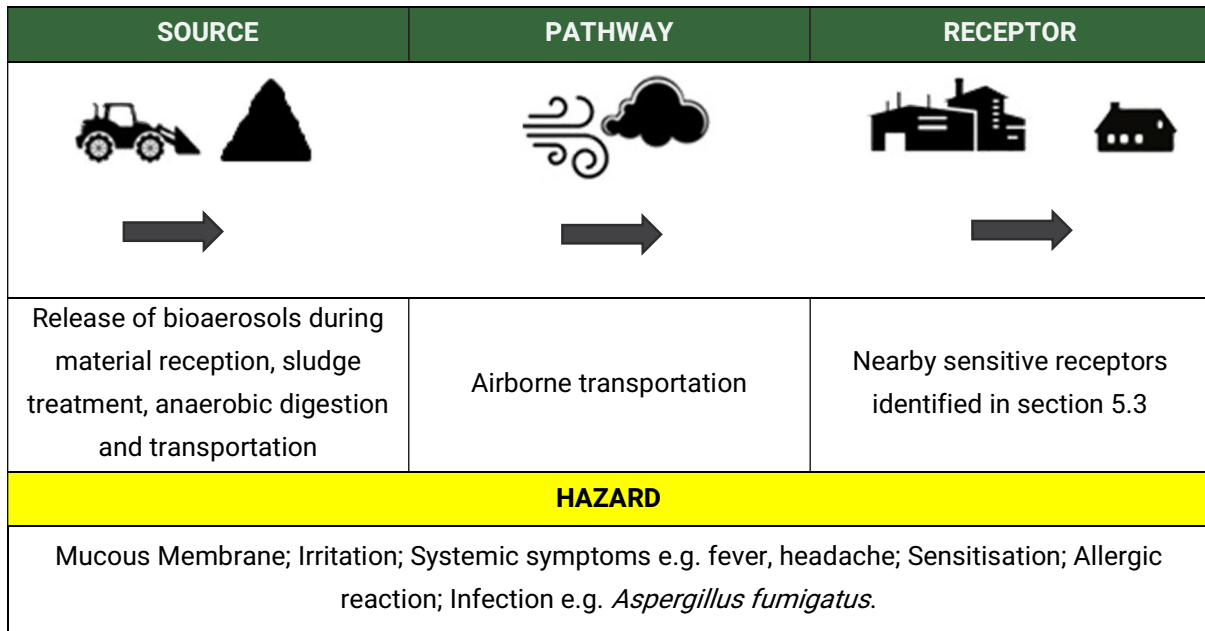 SOURCE
PATHWAY
RECEPTOR
Release of bioaerosols during
material reception, sludge
treatment, anaerobic digestion
and transportation
Airborne transportation
Nearby sensitive receptors
identified in section 5.3
HAZARD
Mucous Membrane; Irritation; Systemic symptoms e.g. fever, headache; Sensitisation; Allergic
reaction; Infection e.g. Aspergillus fumigatus.